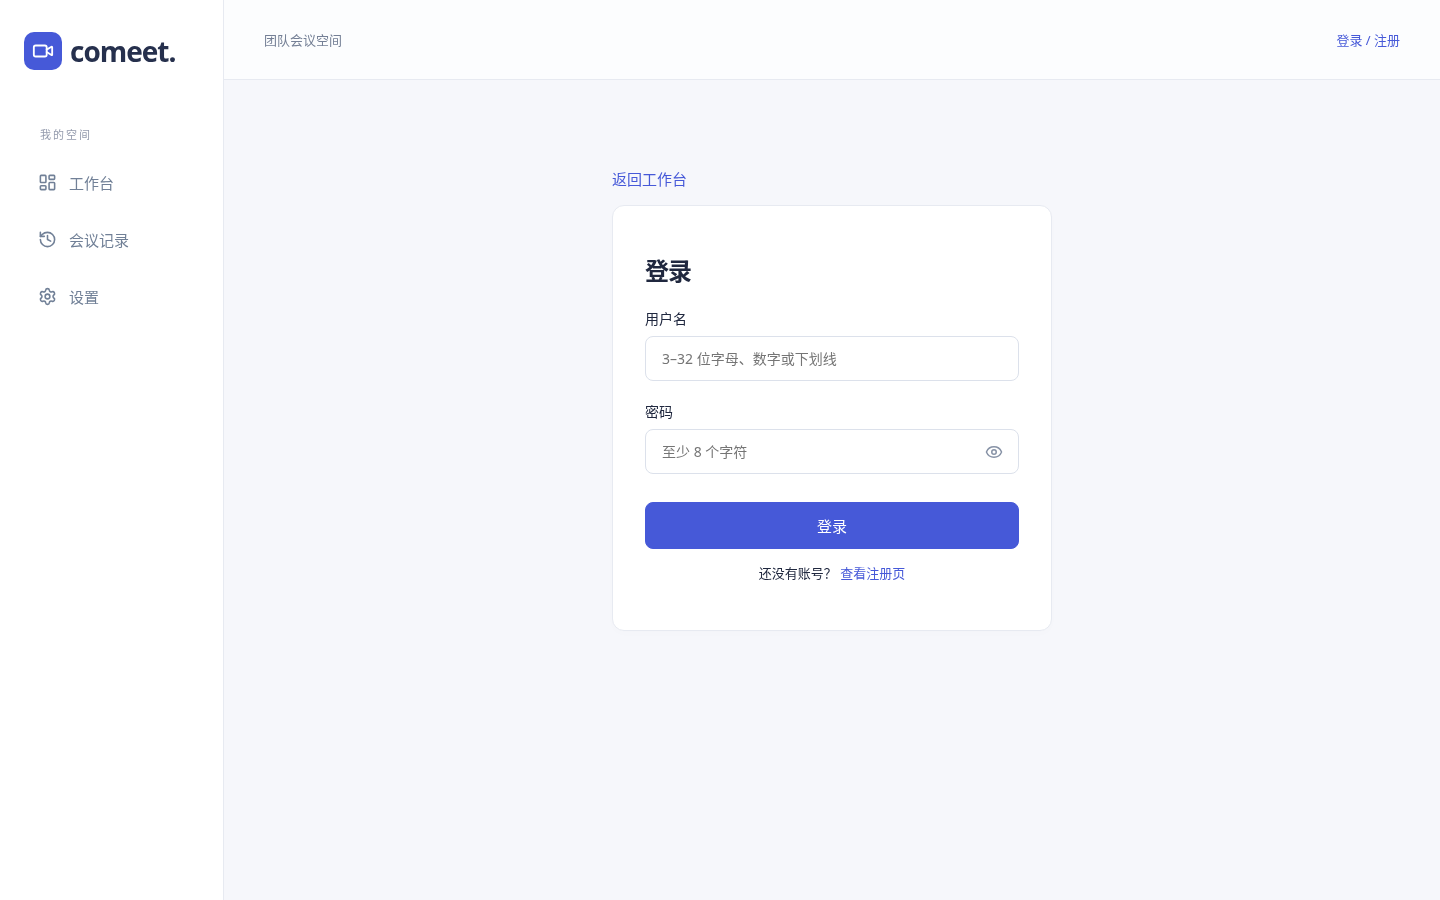 comeet.
我的空间
工作台
会议记录
设置
团队会议空间
登录 / 注册
返回工作台
登录
用户名
3–32 位字母、数字或下划线
密码
至少 8 个字符
登录
还没有账号? 查看注册页